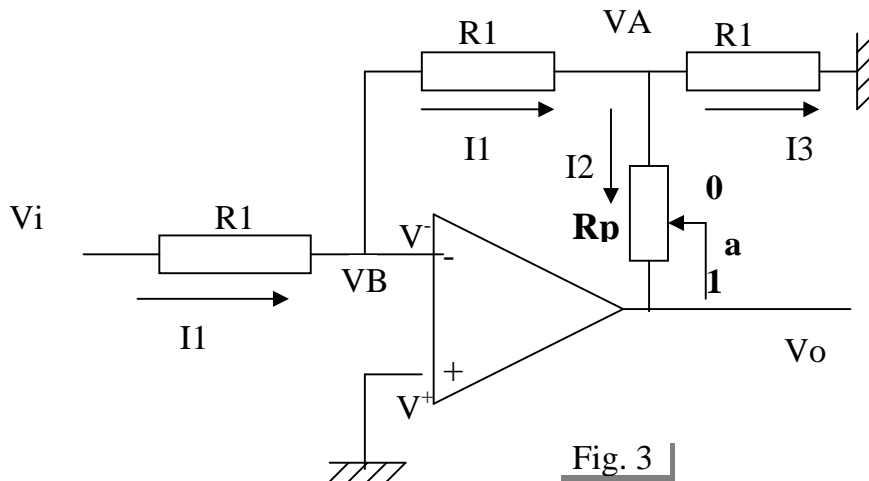 R1
VA
R1
I1
I2
I3
0
Rp
a
1
Vi
R1
V-
-
VB
I1
+
V+
Vo
Fig. 3